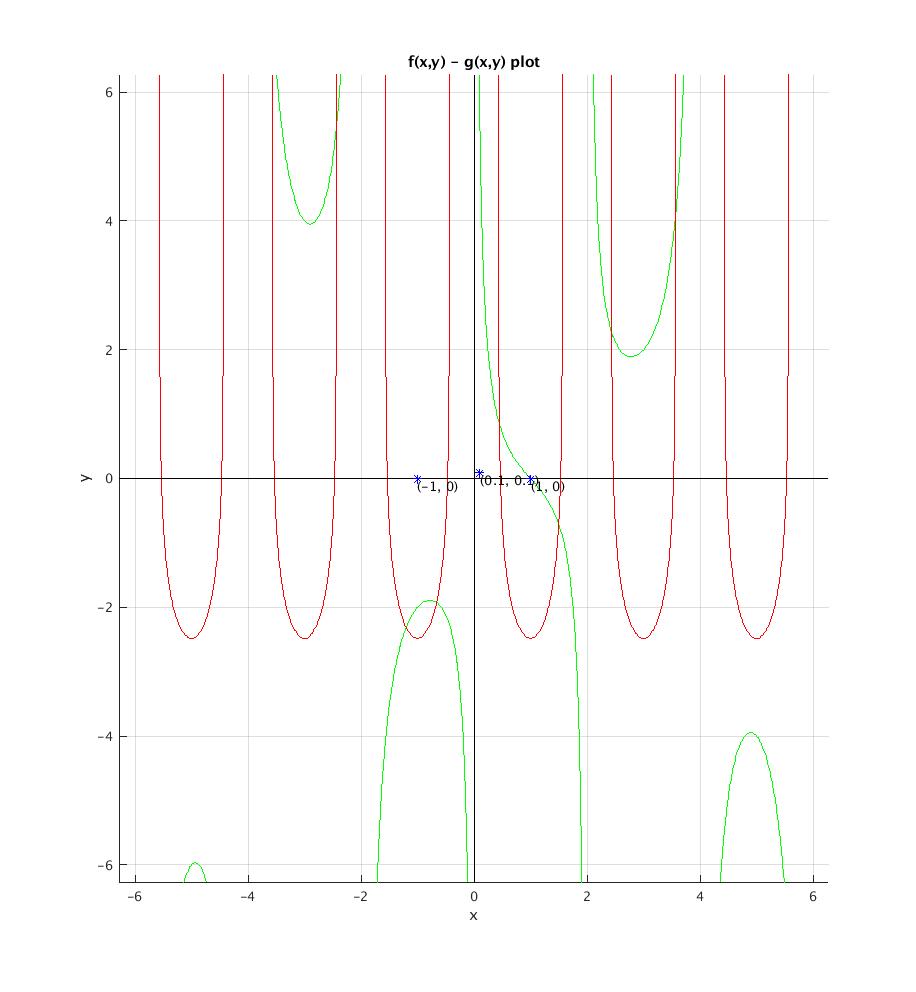 f(x,y) - g(x,y) plot
6
4
2
0
-2
-4
-6
y
(-1, 0)
(0.1, 0.1)
(1, 0)
-6 -4 -2 0 2 4 6
x